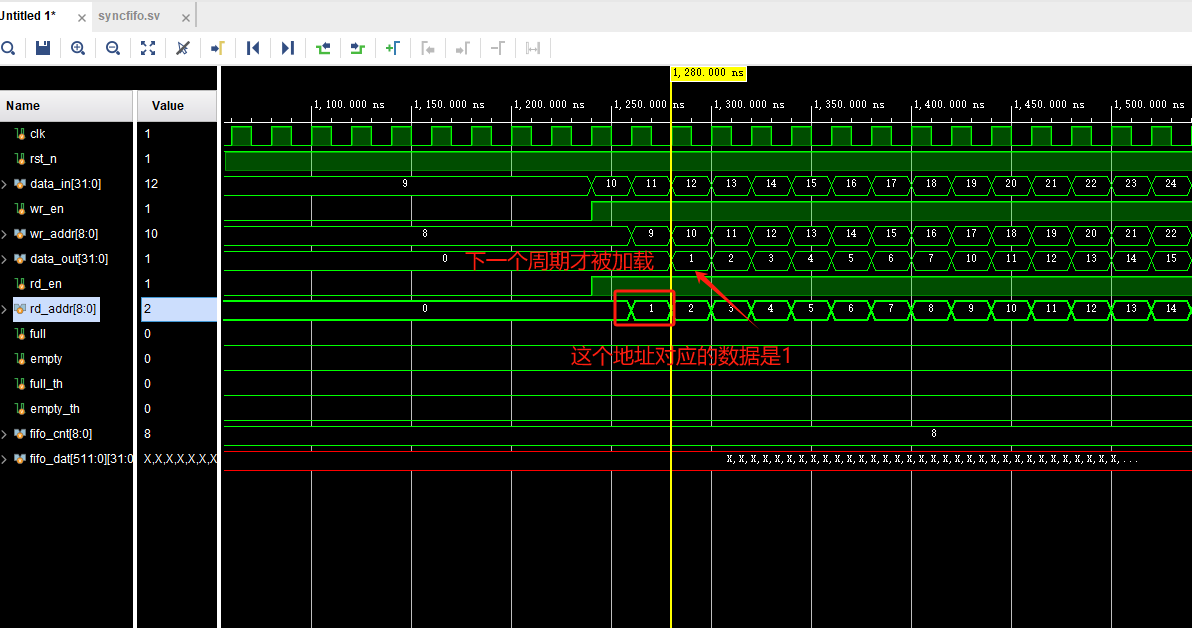 Untitled 1*
syncfifo.sv
1,280.000 ns
Name Value
1,100.000 ns 1,150.000 ns 1,200.000 ns 1,250.000 ns 1,300.000 ns 1,350.000 ns 1,400.000 ns 1,450.000 ns 1,500.000 ns
clk 1
rst_n 1
data_in[31:0] 12 9 10 11 12 13 14 15 16 17 18 19 20 21 22 23 24
wr_en 1
wr_addr[8:0] 10 8 9 10 11 12 13 14 15 16 17 18 19 20 21 22
data_out[31:0] 1 0 1 2 3 4 5 6 7 10 11 12 13 14 15
下一个周期才被加载
rd_en 1
rd_addr[8:0] 2 0 1 2 3 4 5 6 7 8 9 10 11 12 13 14
full 0
这个地址对应的数据是1
empty 0
full_th 0
empty_th 0
fifo_cnt[8:0] 8 8
fifo_dat[511:0][31:0 X,X,X,X,X,X,X X,X,X,X,X,X,X,X,X,X,X,X,X,X,X,X,X,X,X,X,X,X,X,X,X,X,X,...